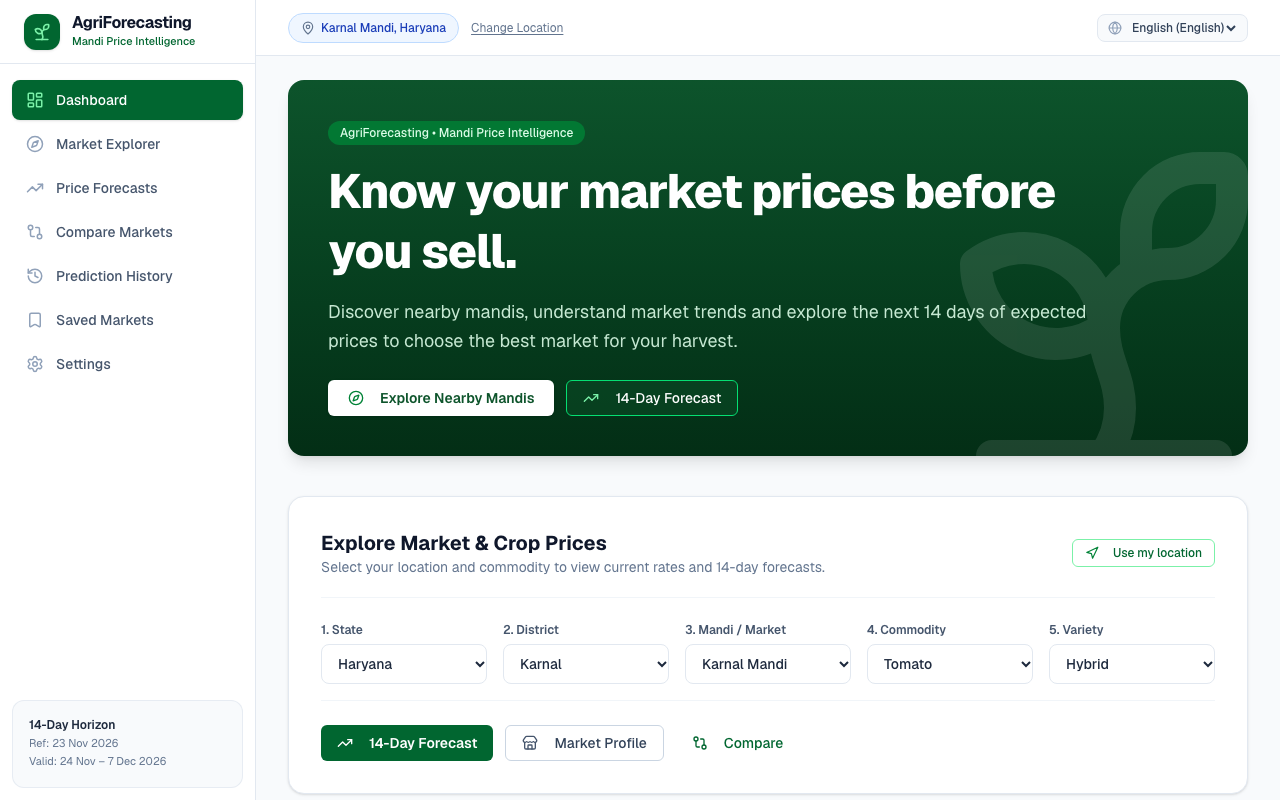 AgriForecasting
Mandi Price Intelligence
Dashboard
Market Explorer
Price Forecasts
Compare Markets
Prediction History
Saved Markets
Settings
14-Day Horizon
Ref: 23 Nov 2026
Valid: 24 Nov – 7 Dec 2026
Karnal Mandi, Haryana
Change Location
English (English)
AgriForecasting • Mandi Price Intelligence
Know your market prices before
you sell.
Discover nearby mandis, understand market trends and explore the next 14 days of expected
prices to choose the best market for your harvest.
Explore Nearby Mandis
14-Day Forecast
Explore Market & Crop Prices
Select your location and commodity to view current rates and 14-day forecasts.
Use my location
1. State
2. District
3. Mandi / Market
4. Commodity
5. Variety
Haryana
Karnal
Karnal Mandi
Tomato
Hybrid
14-Day Forecast
Market Profile
Compare